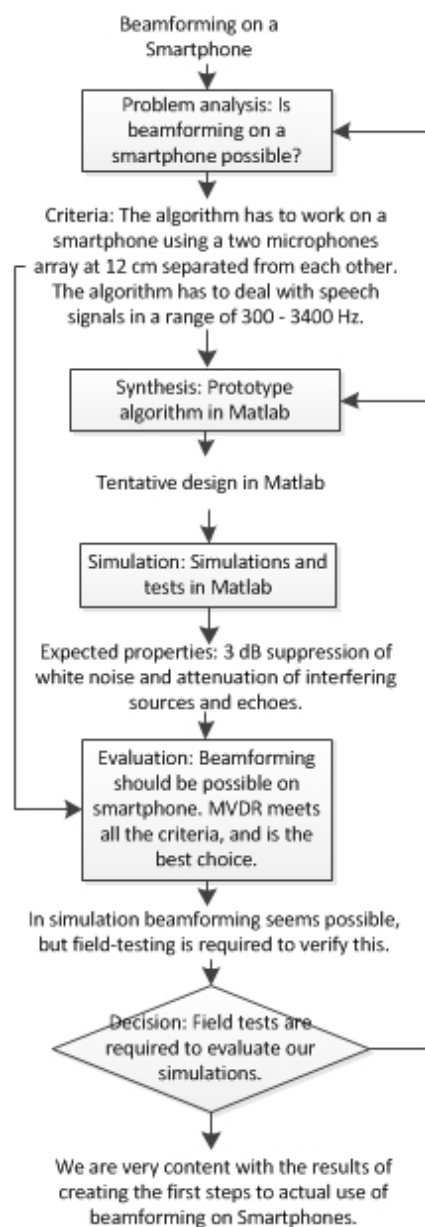 Beamforming on a
Smartphone
Problem analysis: Is
beamforming on a
smartphone possible?
Criteria: The algorithm has to work on a
smartphone using a two microphones
array at 12 cm separated from each other.
The algorithm has to deal with speech
signals in a range of 300 - 3400 Hz.
Synthesis: Prototype
algorithm in Matlab
Tentative design in Matlab
Simulation: Simulations and
tests in Matlab
Expected properties: 3 dB suppression of
white noise and attenuation of interfering
sources and echoes.
Evaluation: Beamforming
should be possible on
smartphone. MVDR meets
all the criteria, and is the
best choice.
In simulation beamforming seems possible,
but field-testing is required to verify this.
Decision: Field tests are
required to evaluate our
simulations.
We are very content with the results of
creating the first steps to actual use of
beamforming on Smartphones.